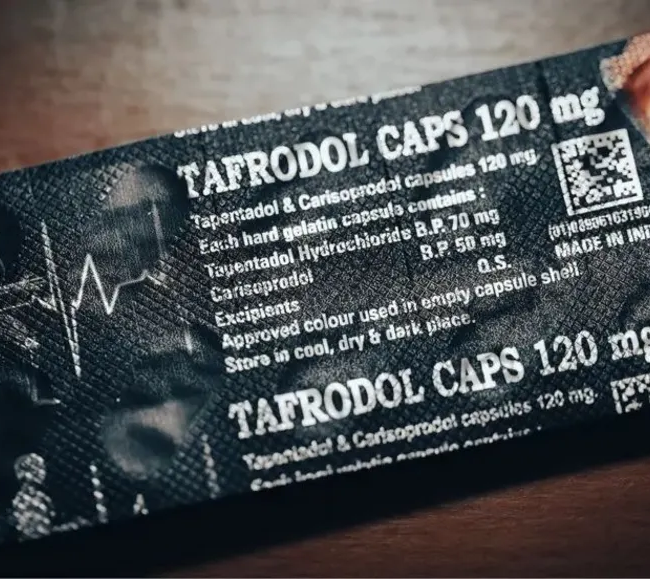 TAFRODOL CAPS 120 mg
Tapentadol & Carisoprodol capsules 120 mg.
Each hard gelatin capsule contains :
Tapentadol Hydrochloride B.P. 70 mg
Carisoprodol B.P. 50 mg
Excipients Q.S.
Approved colour used in empty capsule shell.
Store in cool, dry & dark place.
MADE IN
TAFRODOL CAPS 120 mg
Tapentadol & Carisoprodol capsules 120 mg.